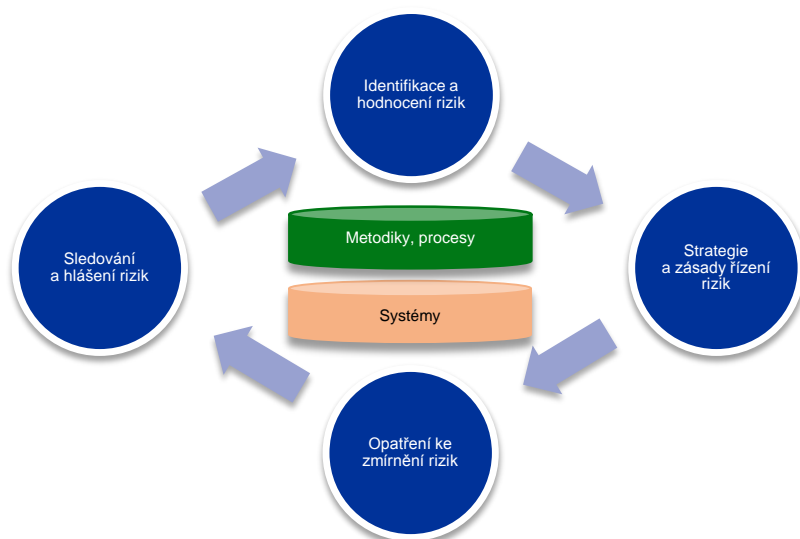 Identifikace a
hodnocení rizik
Metodiky, procesy
Sledování
a hlášení rizik
Strategie
a zásady řízení
rizik
Systémy
Opatření ke
zmírnění rizik